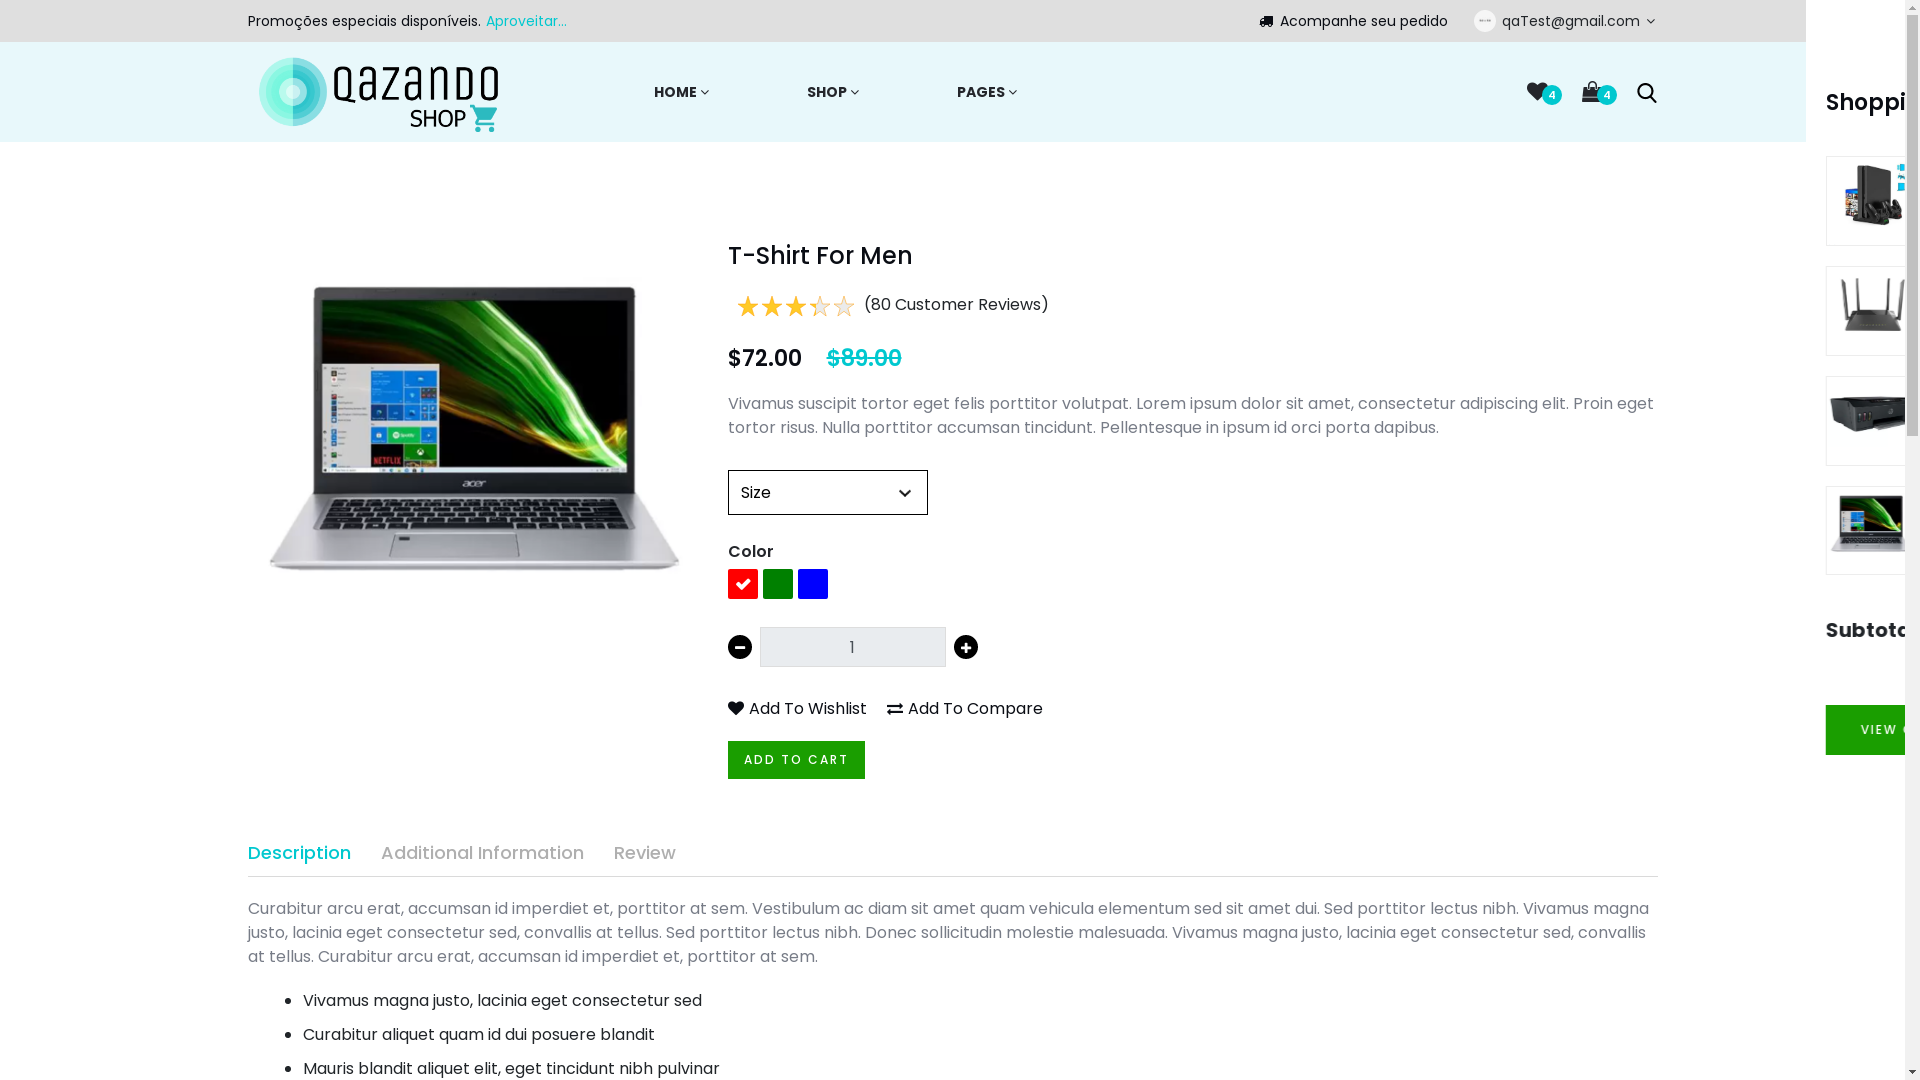 Promoções especiais disponíveis. Aproveitar...
Acompanhe seu pedido
qaTest@gmail.com
QAZANDO
SHOP
HOME
SHOP
PAGES
4
4
Shoppi
T-Shirt For Men
(80 Customer Reviews)
$72.00 $89.00
Vivamus suscipit tortor eget felis porttitor volutpat. Lorem ipsum dolor sit amet, consectetur adipiscing elit. Proin eget
tortor risus. Nulla porttitor accumsan tincidunt. Pellentesque in ipsum id orci porta dapibus.
NETFLIX
acer
Size
Color
1
Subtota
Add To Wishlist
Add To Compare
VIEW
ADD TO CART
Description
Additional Information
Review
Curabitur arcu erat, accumsan id imperdiet et, porttitor at sem. Vestibulum ac diam sit amet quam vehicula elementum sed sit amet dui. Sed porttitor lectus nibh. Vivamus magna
justo, lacinia eget consectetur sed, convallis at tellus. Sed porttitor lectus nibh. Donec sollicitudin molestie malesuada. Vivamus magna justo, lacinia eget consectetur sed, convallis
at tellus. Curabitur arcu erat, accumsan id imperdiet et, porttitor at sem.
Vivamus magna justo, lacinia eget consectetur sed
Curabitur aliquet quam id dui posuere blandit
Mauris blandit aliquet elit, eget tincidunt nibh pulvinar